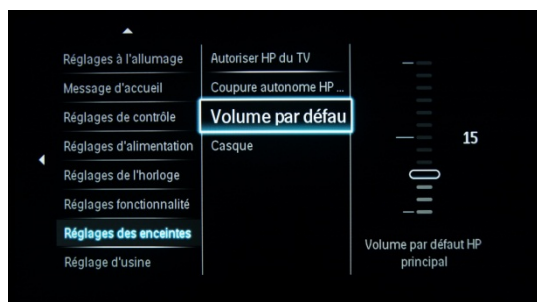 Réglages à l'allumage
Message d'accueil
Réglages de contrôle
Réglages d'alimentation
Réglages de l'horloge
Réglages fonctionnalité
Réglages des enceintes
Réglage d'usine
Autoriser HP du TV
Coupure autonome HP ...
Volume par défau
Casque
15
Volume par défaut HP
principal